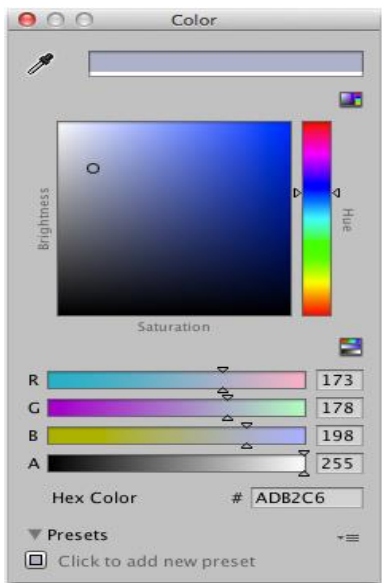 Color
Brightness
Hue
Saturation
R 173
G 178
B 198
A 255
Hex Color # ADB2C6
Presets
Click to add new preset